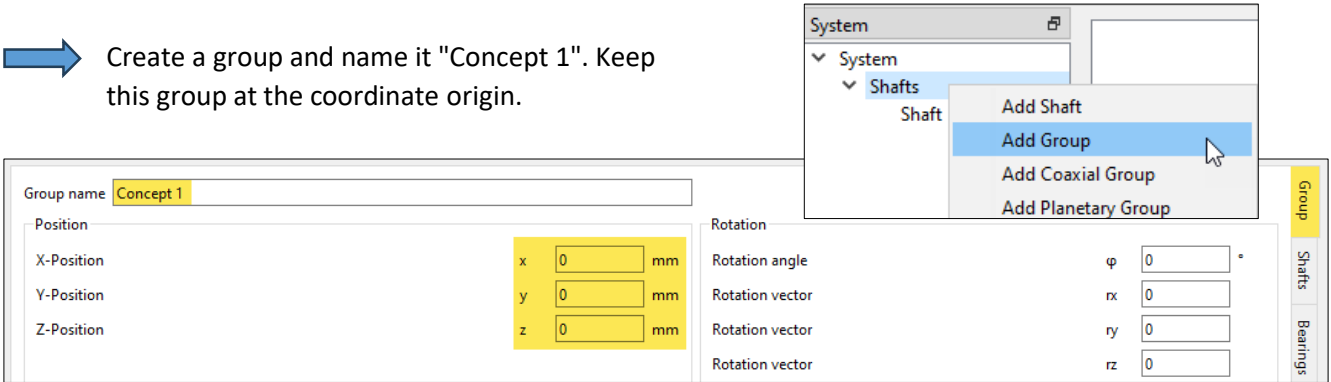 Create a group and name it "Concept 1". Keep
this group at the coordinate origin.
System
System
Shafts
Shaft
Add Shaft
Add Group
Add Coaxial Group
Add Planetary Group
Group name Concept 1
Position
X-Position x 0 mm
Y-Position y 0 mm
Z-Position z 0 mm
Rotation
Rotation angle φ 0 °
Rotation vector rx 0
Rotation vector ry 0
Rotation vector rz 0
Group
Shafts
Bearings